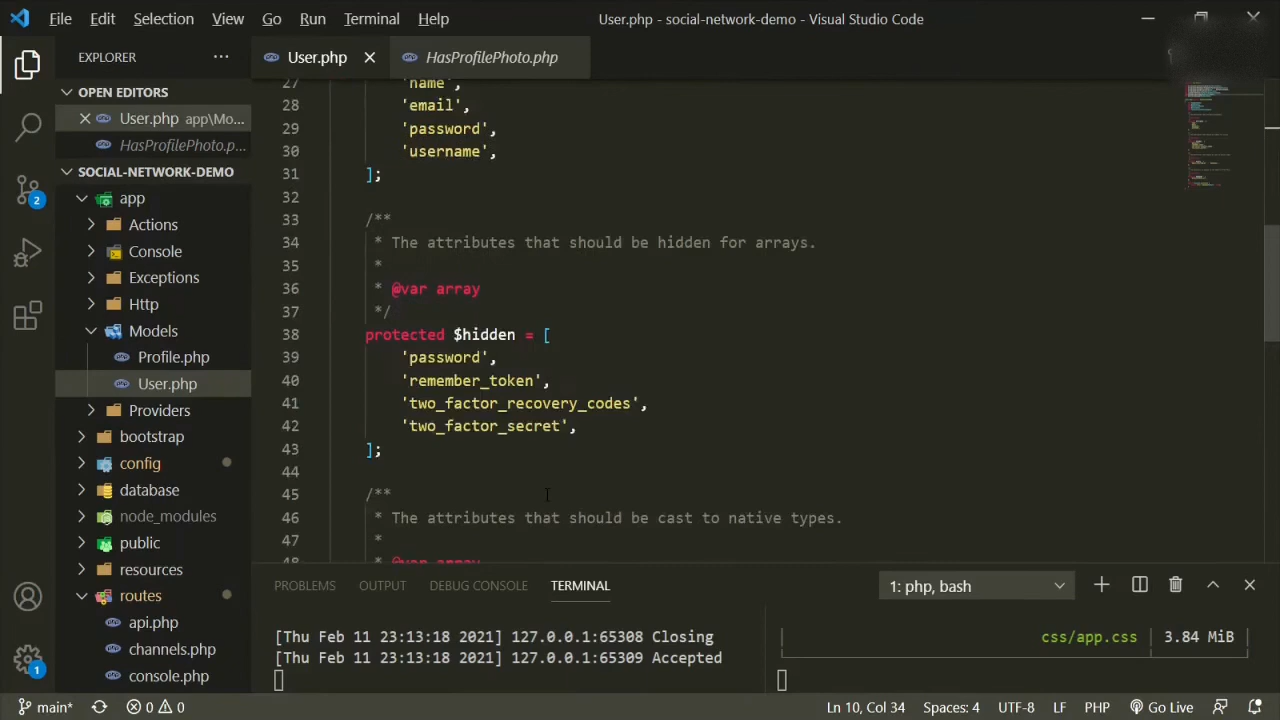 File Edit Selection View Go Run Terminal Help
User.php - social-network-demo - Visual Studio Code
EXPLORER
OPEN EDITORS
User.php app\Mo...
HasProfilePhoto.p...
SOCIAL-NETWORK-DEMO
app
Actions
Console
Exceptions
Http
Models
Profile.php
User.php
Providers
bootstrap
config
database
node_modules
public
resources
routes
api.php
channels.php
console.php
2
1
User.php
HasProfilePhoto.php
27 'name',
28 'email',
29 'password',
30 'username',
31 ];
32
33 /**
34 * The attributes that should be hidden for arrays.
35 *
36 * @var array
37 */
38 protected $hidden = [
39 'password',
40 'remember_token',
41 'two_factor_recovery_codes',
42 'two_factor_secret',
43 ];
44
45 /**
46 * The attributes that should be cast to native types.
47 *
48 * @var array
PROBLEMS OUTPUT DEBUG CONSOLE TERMINAL
1: php, bash
[Thu Feb 11 23:13:18 2021] 127.0.0.1:65308 Closing
[Thu Feb 11 23:13:18 2021] 127.0.0.1:65309 Accepted
css/app.css | 3.84 MiB
main* 0 0
Ln 10, Col 34 Spaces: 4 UTF-8 LF PHP Go Live